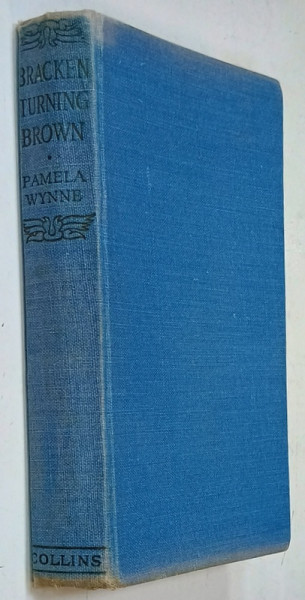 BRACKEN
TURNING
BROWN
PAMELA
WYNNE
COLLINS